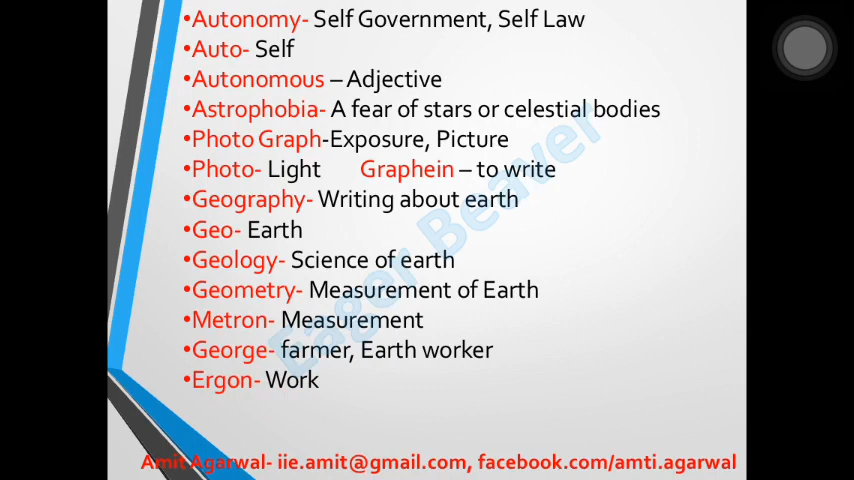 •Autonomy- Self Government, Self Law
•Auto- Self
•Autonomous – Adjective
•Astrophobia- A fear of stars or celestial bodies
•Photo Graph-Exposure, Picture
•Photo- Light Graphein – to write
•Geography- Writing about earth
•Geo- Earth
•Geology- Science of earth
•Geometry- Measurement of Earth
•Metron- Measurement
•George- farmer, Earth worker
•Ergon- Work
Eager Beaver
Amit Agarwal- iie.amit@gmail.com, facebook.com/amti.agarwal